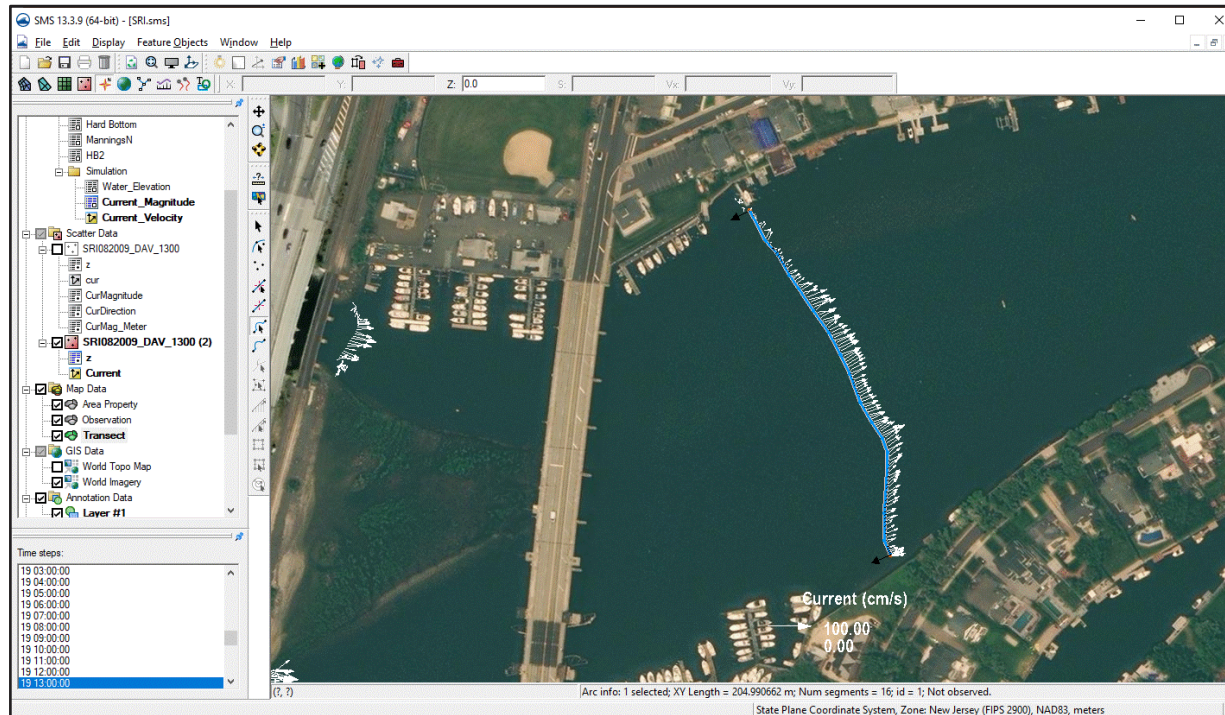 SMS 13.3.9 (64-bit) - [SRI.sms]
File Edit Display Feature Objects Window Help
X: Y: Z: 0.0 S: Vx: Vy:
Hard Bottom
ManningsN
HB2
Simulation
Water_Elevation
Current_Magnitude
Current_Velocity
Scatter Data
SRI082009_DAV_1300
z
cur
CurMagnitude
CurDirection
CurMag_Meter
SRI082009_DAV_1300 (2)
z
Current
Map Data
Area Property
Observation
Transect
GIS Data
World Topo Map
World Imagery
Annotation Data
Layer #1
Time steps:
19 03:00:00
19 04:00:00
19 05:00:00
19 06:00:00
19 07:00:00
19 08:00:00
19 09:00:00
19 10:00:00
19 11:00:00
19 12:00:00
19 13:00:00
Current (cm/s)
100.00
0.00
(?, ?)
Arc info: 1 selected; XY Length = 204.990662 m; Num segments = 16; id = 1; Not observed.
State Plane Coordinate System, Zone: New Jersey (FIPS 2900), NAD83, meters